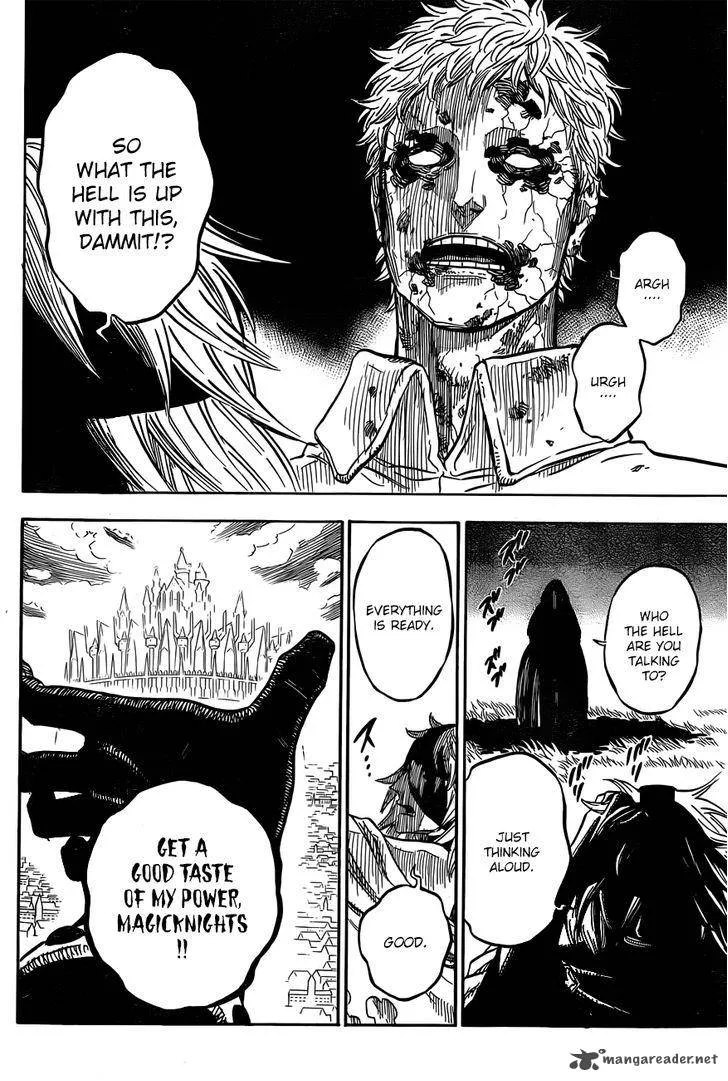 SO
WHAT THE
HELL IS UP
WITH THIS,
DAMMIT!?
ARGH
....
URGH
....
WHO
THE HELL
ARE YOU
TALKING
TO?
JUST
THINKING
ALOUD.
EVERYTHING
IS READY.
GOOD.
GET A
GOOD TASTE
OF MY POWER,
MAGICKNIGHTS
!!
mangareader.net